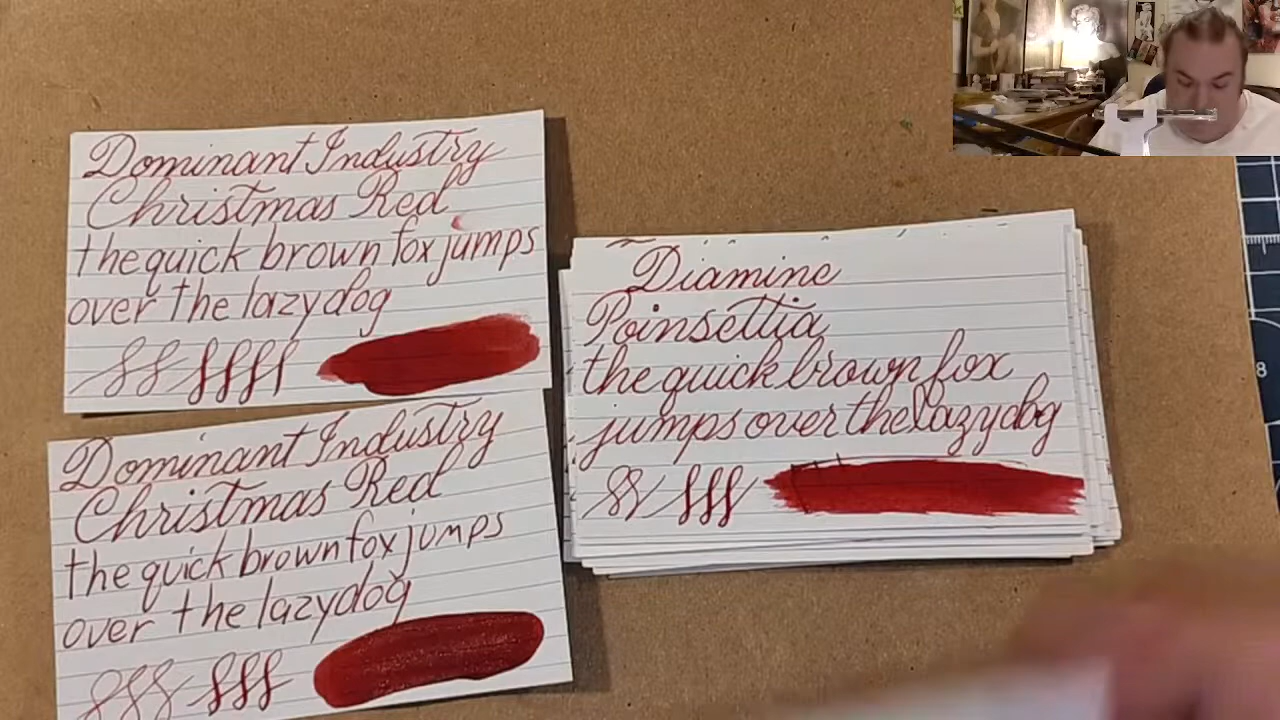 Dominant Industry
Christmas Red
the quick brown fox jumps
over the lazy dog
Dominant Industry
Christmas Red
the quick brown fox jumps
over the lazy dog
Diamine
Poinsettia
the quick brown fox
jumps over the lazy dog
8